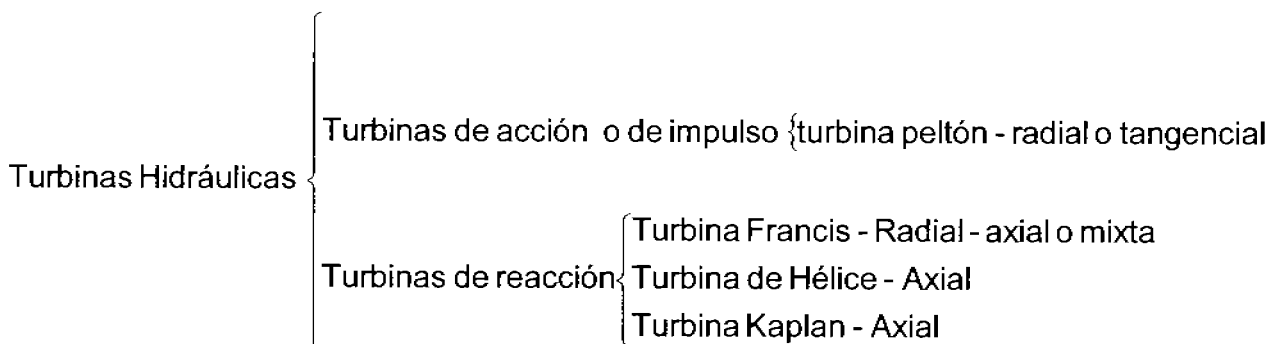 Turbinas Hidráulicas
Turbinas de acción o de impulso {turbina peltón - radial o tangencial
Turbinas de reacción
Turbina Francis - Radial - axial o mixta
Turbina de Hélice - Axial
Turbina Kaplan - Axial